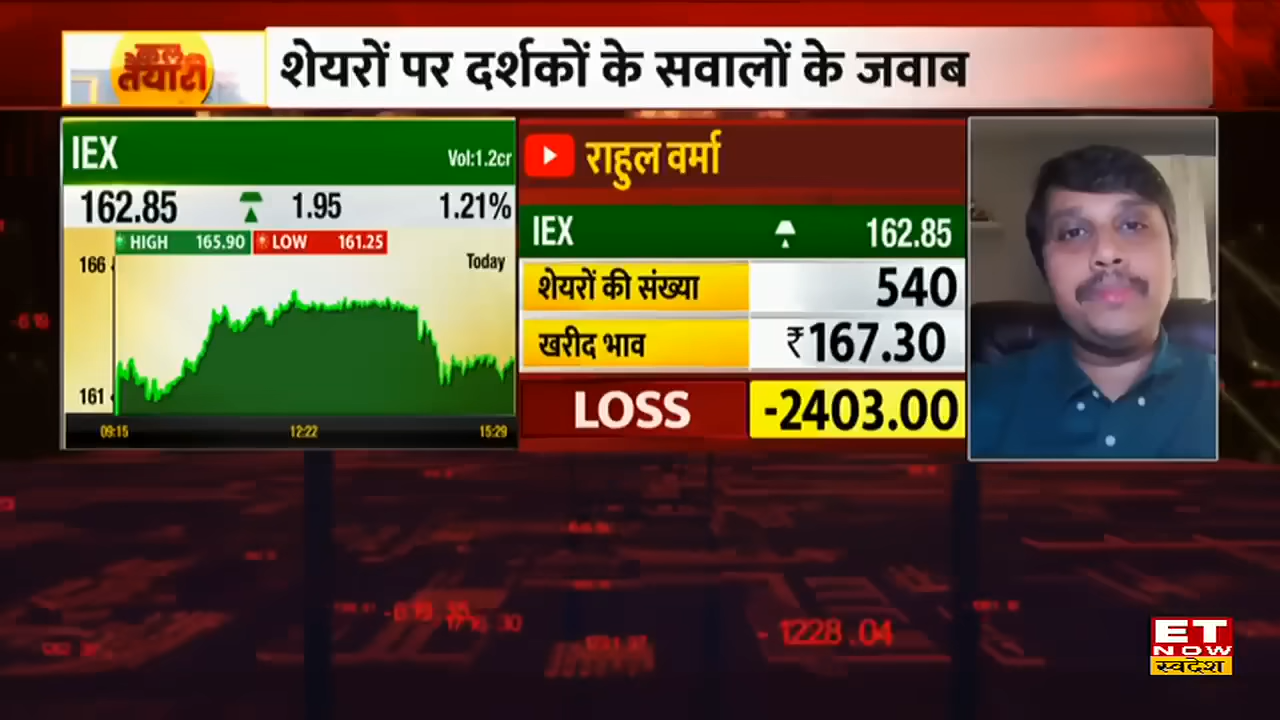 कल
तैयारी
शेयरों पर दर्शकों के सवालों के जवाब
IEX
Vol:1.2cr
162.85 1.95 1.21%
HIGH 165.90 LOW 161.25
166
Today
161
09:15 12:22 15:29
राहुल वर्मा
IEX 162.85
शेयरों की संख्या 540
खरीद भाव ₹167.30
LOSS -2403.00
- 1228.04
ET
NOW
स्वदेश